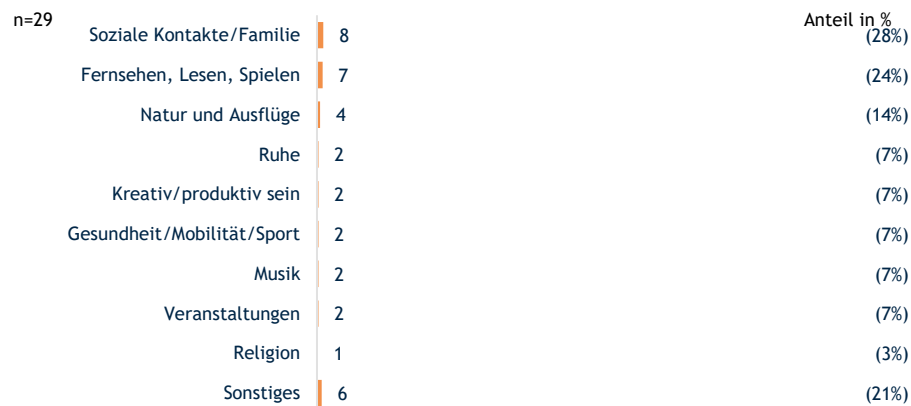 n=29 Anteil in %
Soziale Kontakte/Familie 8 (28%)
Fernsehen, Lesen, Spielen 7 (24%)
Natur und Ausflüge 4 (14%)
Ruhe 2 (7%)
Kreativ/produktiv sein 2 (7%)
Gesundheit/Mobilität/Sport 2 (7%)
Musik 2 (7%)
Veranstaltungen 2 (7%)
Religion 1 (3%)
Sonstiges 6 (21%)